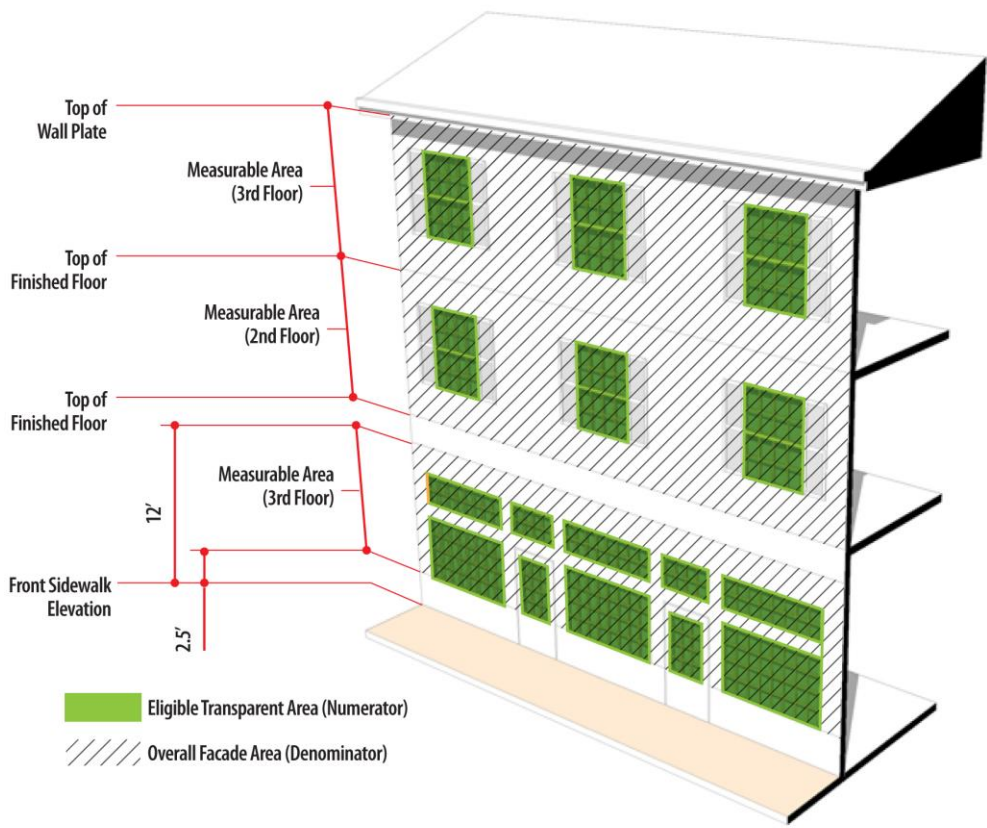 Top of
Wall Plate
Measurable Area
(3rd Floor)
Top of
Finished Floor
Measurable Area
(2nd Floor)
Top of
Finished Floor
Measurable Area
(3rd Floor)
12'
Front Sidewalk
Elevation
2.5'
Eligible Transparent Area (Numerator)
Overall Facade Area (Denominator)